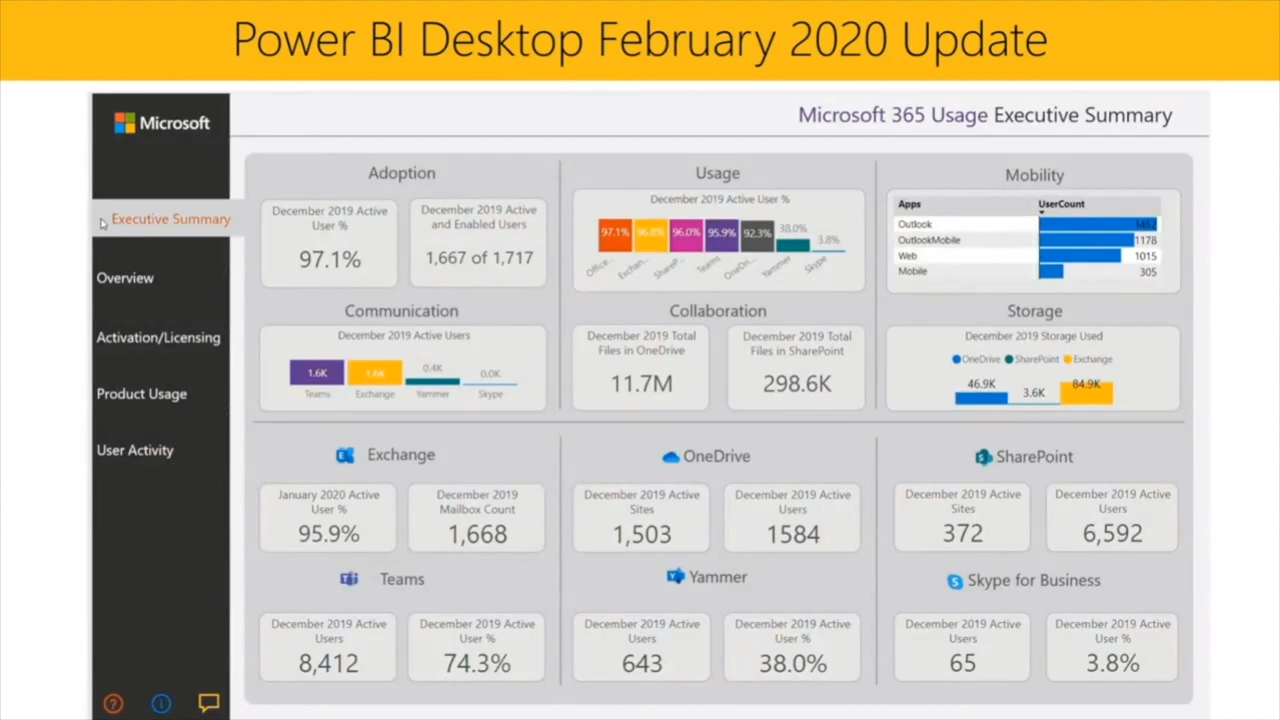 Power BI Desktop February 2020 Update
Microsoft
Microsoft 365 Usage Executive Summary
Executive Summary
Overview
Activation/Licensing
Product Usage
User Activity
Adoption
December 2019 Active
User %
97.1%
December 2019 Active
and Enabled Users
1,667 of 1,717
Usage
December 2019 Active User %
97.1% 96.8% 96.0% 95.9% 92.3% 38.0% 3.8%
Office... Exchan... ShareP... Teams OneDri... Yammer Skype
Mobility
Apps UserCount
Outlook 1452
OutlookMobile 1178
Web 1015
Mobile 305
Communication
December 2019 Active Users
1.6K 1.6K 0.4K 0.0K
Teams Exchange Yammer Skype
Collaboration
December 2019 Total
Files in OneDrive
11.7M
December 2019 Total
Files in SharePoint
298.6K
Storage
December 2019 Storage Used
OneDrive SharePoint Exchange
46.9K 3.6K 84.9K
Exchange
January 2020 Active
User %
95.9%
December 2019
Mailbox Count
1,668
OneDrive
December 2019 Active
Sites
1,503
December 2019 Active
Users
1584
SharePoint
December 2019 Active
Sites
372
December 2019 Active
Users
6,592
Teams
December 2019 Active
Users
8,412
December 2019 Active
User %
74.3%
Yammer
December 2019 Active
Users
643
December 2019 Active
User %
38.0%
Skype for Business
December 2019 Active
Users
65
December 2019 Active
User %
3.8%